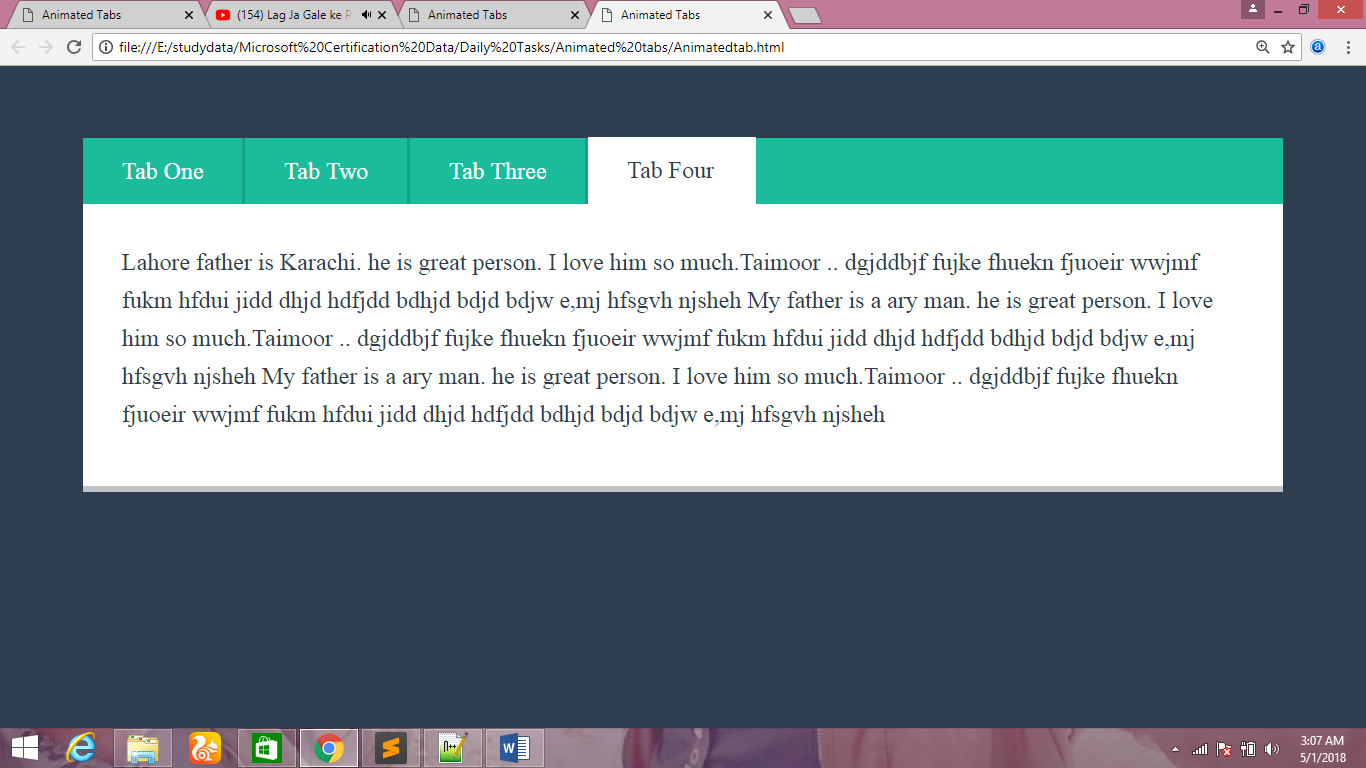 Animated Tabs
(154) Lag Ja Gale ke P
Animated Tabs
Animated Tabs
file:///E:/studydata/Microsoft%20Certification%20Data/Daily%20Tasks/Animated%20tabs/Animatedtab.html
Tab One
Tab Two
Tab Three
Tab Four
Lahore father is Karachi. he is great person. I love him so much.Taimoor .. dgjddbjf fujke fhuekn fjuoeir wwjmf
fukm hfdui jidd dhjd hdfjdd bdhjd bdjd bdjw e,mj hfsgvh njsheh My father is a ary man. he is great person. I love
him so much.Taimoor .. dgjddbjf fujke fhuekn fjuoeir wwjmf fukm hfdui jidd dhjd hdfjdd bdhjd bdjd bdjw e,mj
hfsgvh njsheh My father is a ary man. he is great person. I love him so much.Taimoor .. dgjddbjf fujke fhuekn
fjuoeir wwjmf fukm hfdui jidd dhjd hdfjdd bdhjd bdjd bdjw e,mj hfsgvh njsheh
3:07 AM
5/1/2018